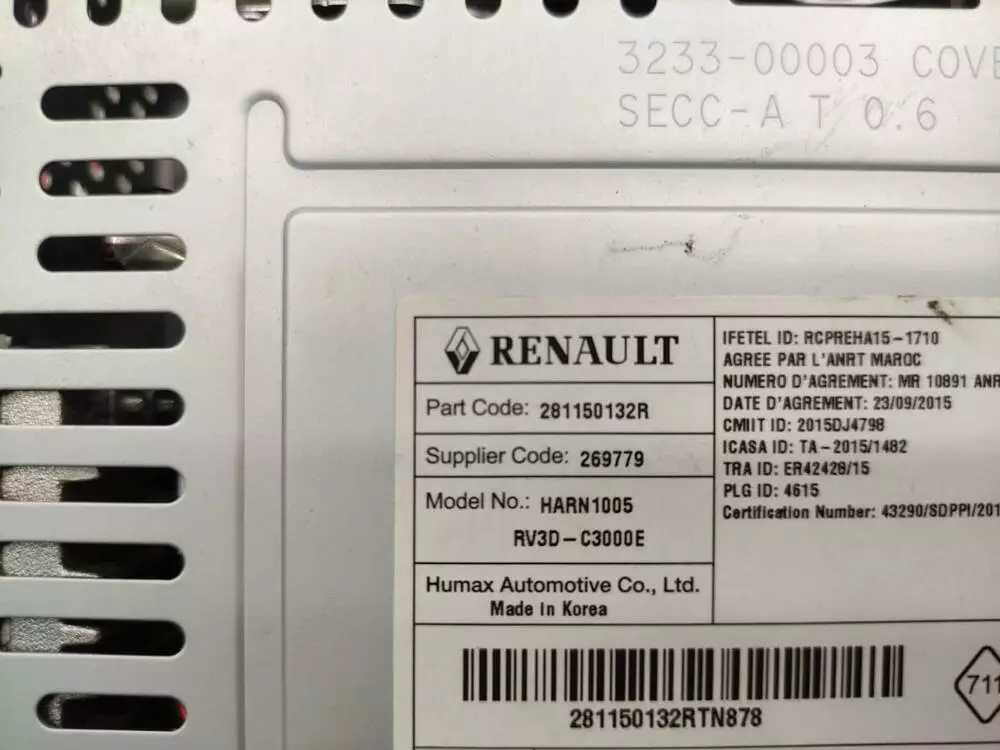 3233-00003 COVE
SECC-A T 0.6
RENAULT
Part Code: 281150132R
Supplier Code: 269779
Model No.: HARN1005
RV3D-C3000E
Humax Automotive Co., Ltd.
Made in Korea
IFETEL ID: RCPREHA15-1710
AGREE PAR L'ANRT MAROC
NUMERO D'AGREMENT: MR 10891 ANR
DATE D'AGREMENT: 23/09/2015
CMIIT ID: 2015DJ4798
ICASA ID: TA-2015/1482
TRA ID: ER42428/15
PLG ID: 4615
Certification Number: 43290/SDPPI/201
281150132RTN878
711